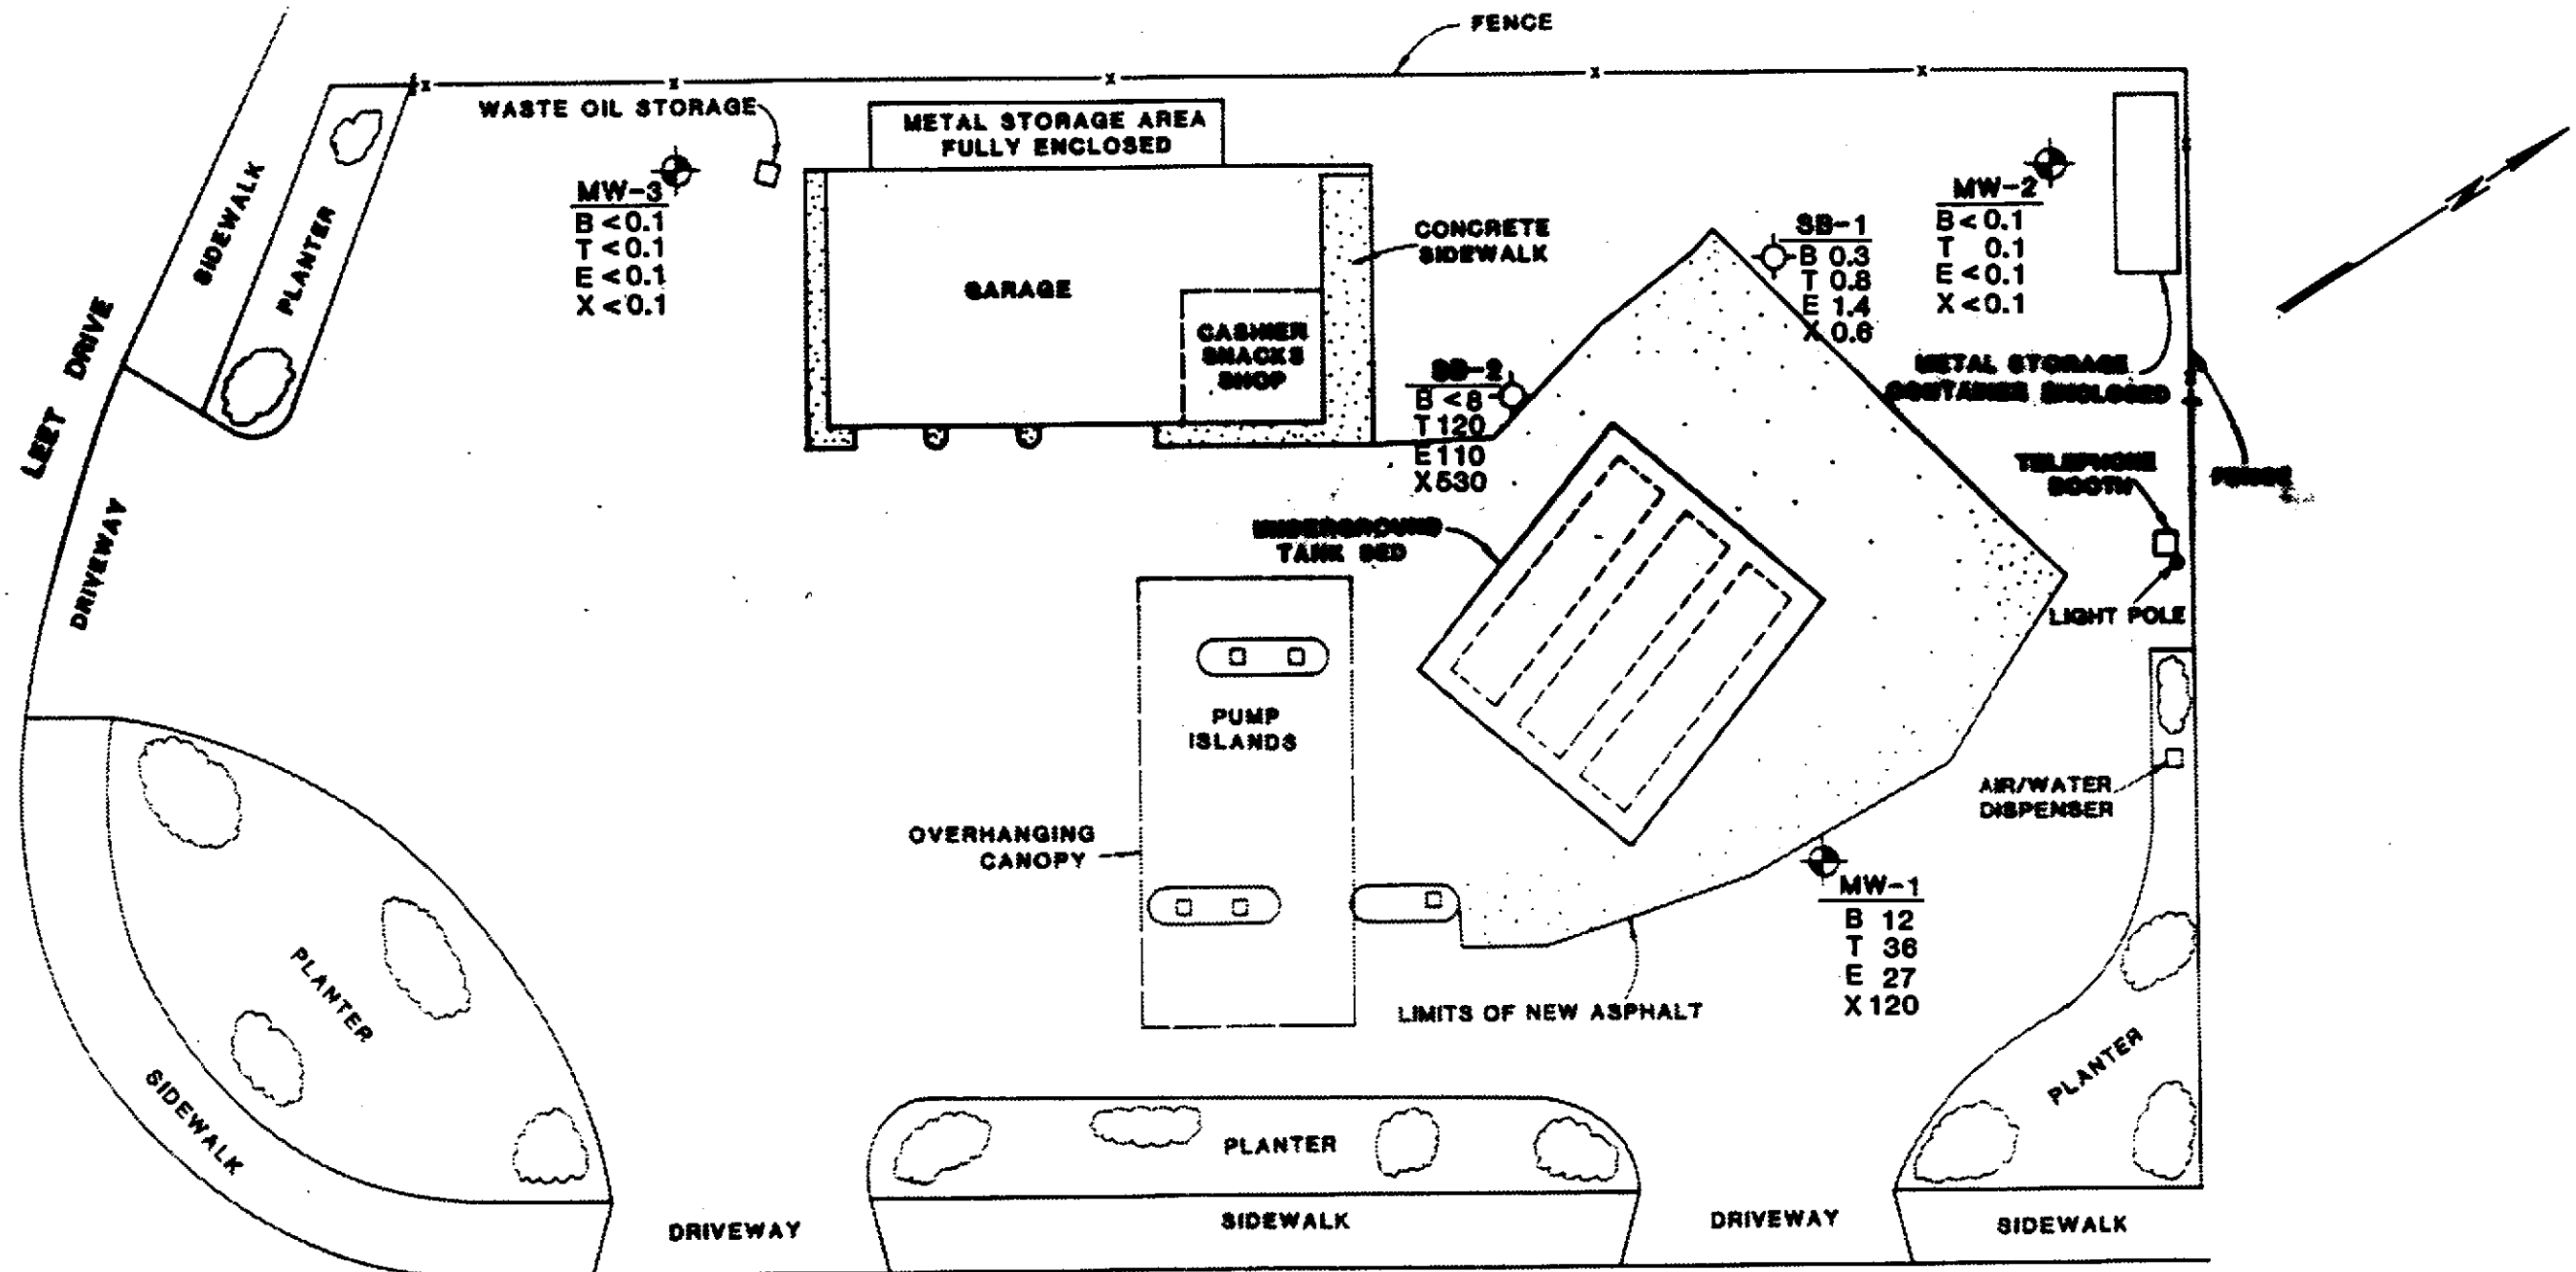 FENCE
WASTE OIL STORAGE
METAL STORAGE AREA
FULLY ENCLOSED
MW-3
B <0.1
T <0.1
E <0.1
X <0.1
SIDEWALK
PLANTER
LEET DRIVE
DRIVEWAY
GARAGE
CASHIER
SNACKS
SHOP
CONCRETE
SIDEWALK
SB-1
B 0.3
T 0.8
E 1.4
X 0.6
MW-2
B <0.1
T 0.1
E <0.1
X <0.1
N
SB-2
B <8
T 120
E 110
X 530
METAL STORAGE
CONTAINER ENCLOSED
TELEPHONE
BOOTH
FENCE
UNDERGROUND
TANK BED
LIGHT POLE
PUMP
ISLANDS
AIR/WATER
DISPENSER
OVERHANGING
CANOPY
MW-1
B 12
T 36
E 27
X 120
LIMITS OF NEW ASPHALT
PLANTER
SIDEWALK
PLANTER
PLANTER
DRIVEWAY
SIDEWALK
DRIVEWAY
SIDEWALK